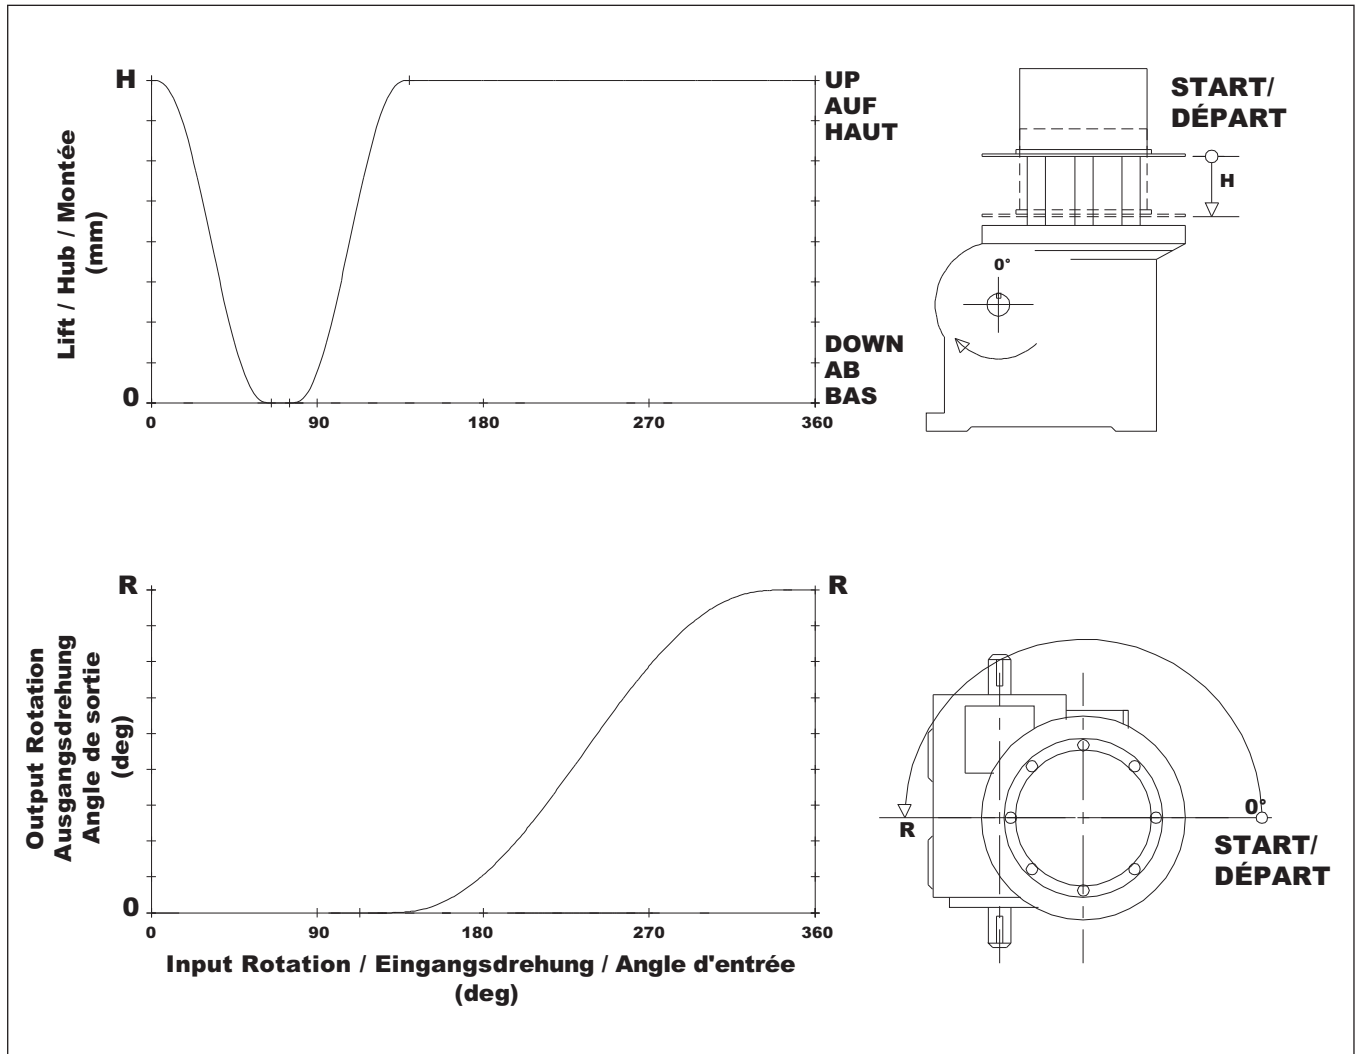 H
UP
AUF
HAUT
Lift / Hub / Montée
(mm)
DOWN
AB
BAS
0
0
90
180
270
360
START/
DÉPART
H
0°
R
R
Output Rotation
Ausgangsdrehung
Angle de sortie
(deg)
0
0
90
180
270
360
Input Rotation / Eingangsdrehung / Angle d'entrée
(deg)
R
0°
START/
DÉPART